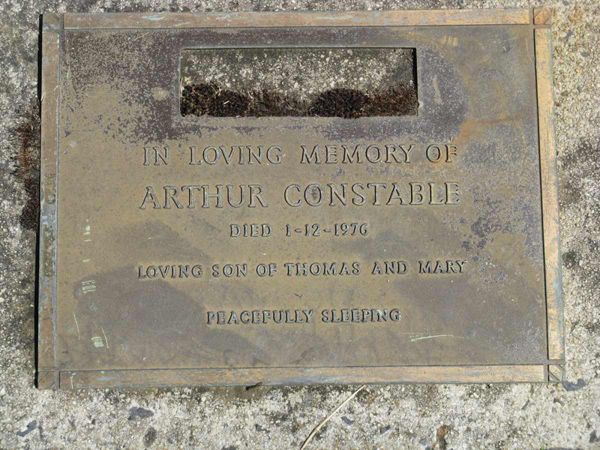 IN LOVING MEMORY OF
ARTHUR CONSTABLE
DIED 1-12-1976
LOVING SON OF THOMAS AND MARY
PEACEFULLY SLEEPING